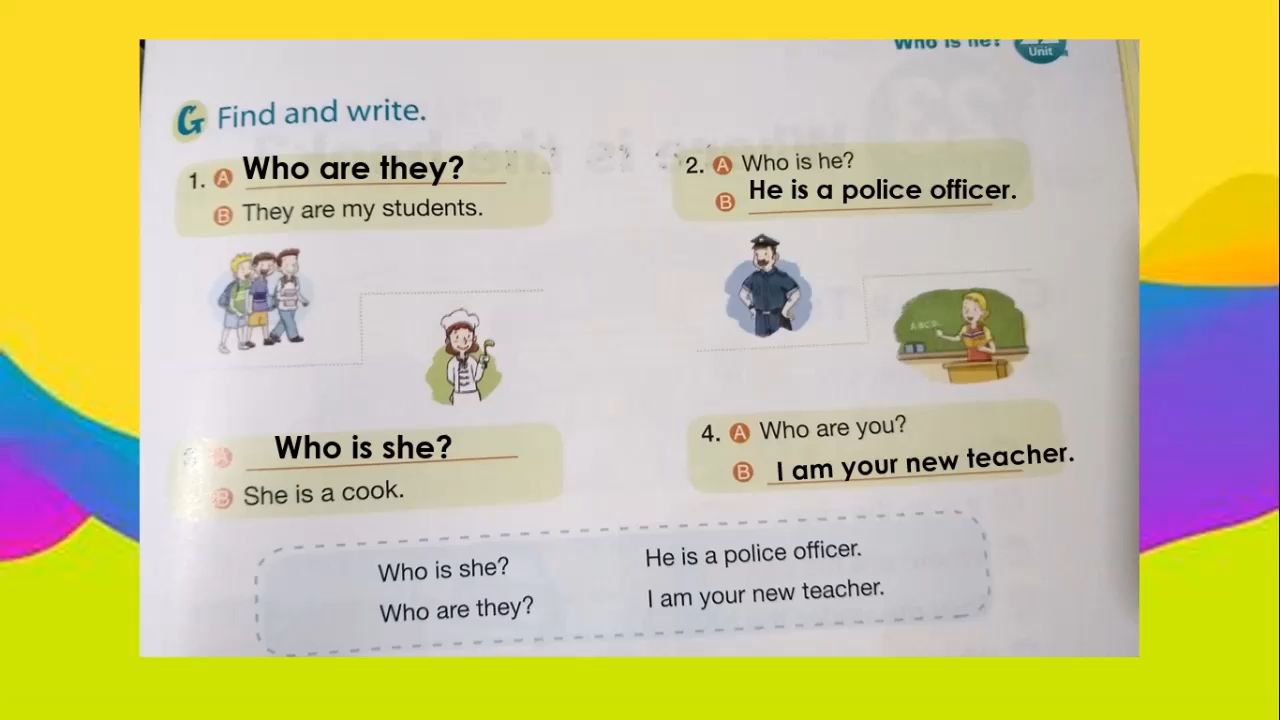 Who is he?
Unit
G Find and write.
1. A Who are they?
B They are my students.
2. A Who is he?
B He is a police officer.
ABCD
A Who is she?
B She is a cook.
4. A Who are you?
B I am your new teacher.
Who is she?
He is a police officer.
Who are they?
I am your new teacher.